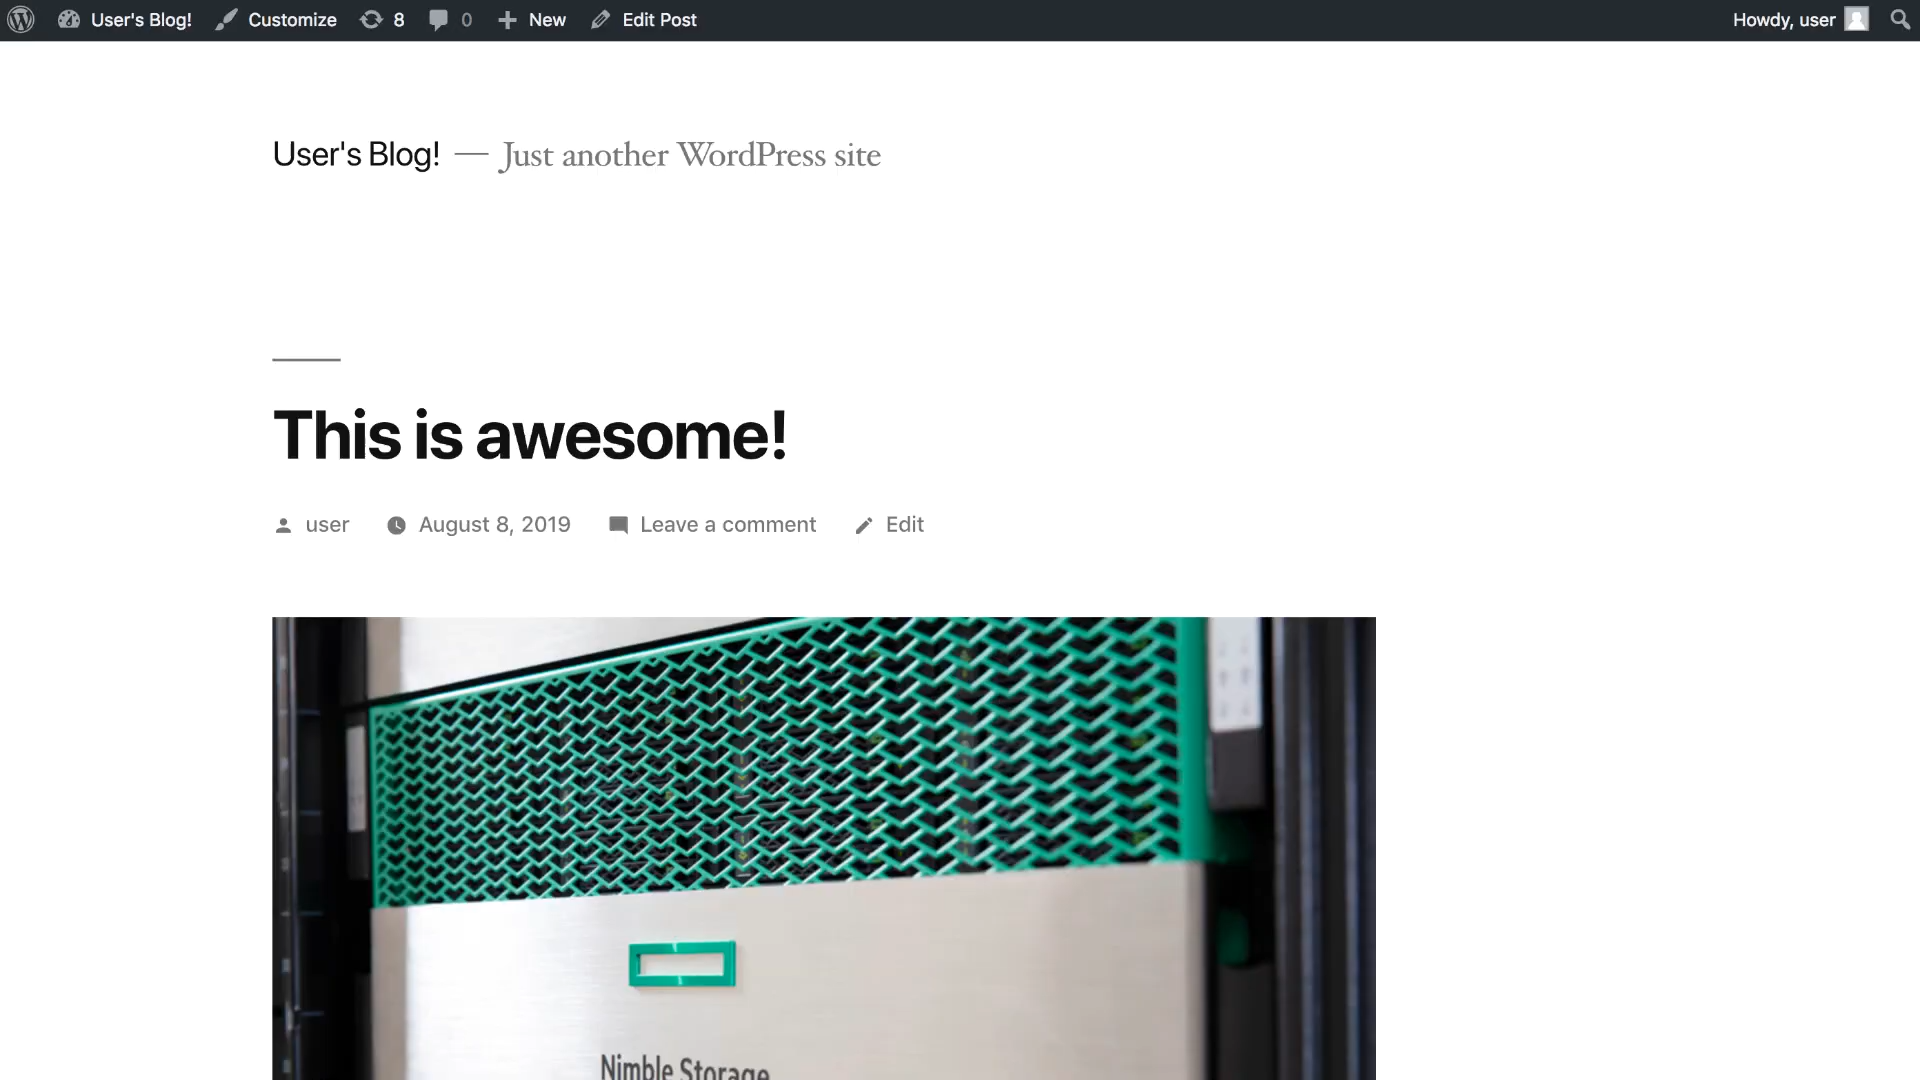 User's Blog! Customize 8 0 New Edit Post Howdy, user
User's Blog! — Just another WordPress site
This is awesome!
user August 8, 2019 Leave a comment Edit
Nimble Storage